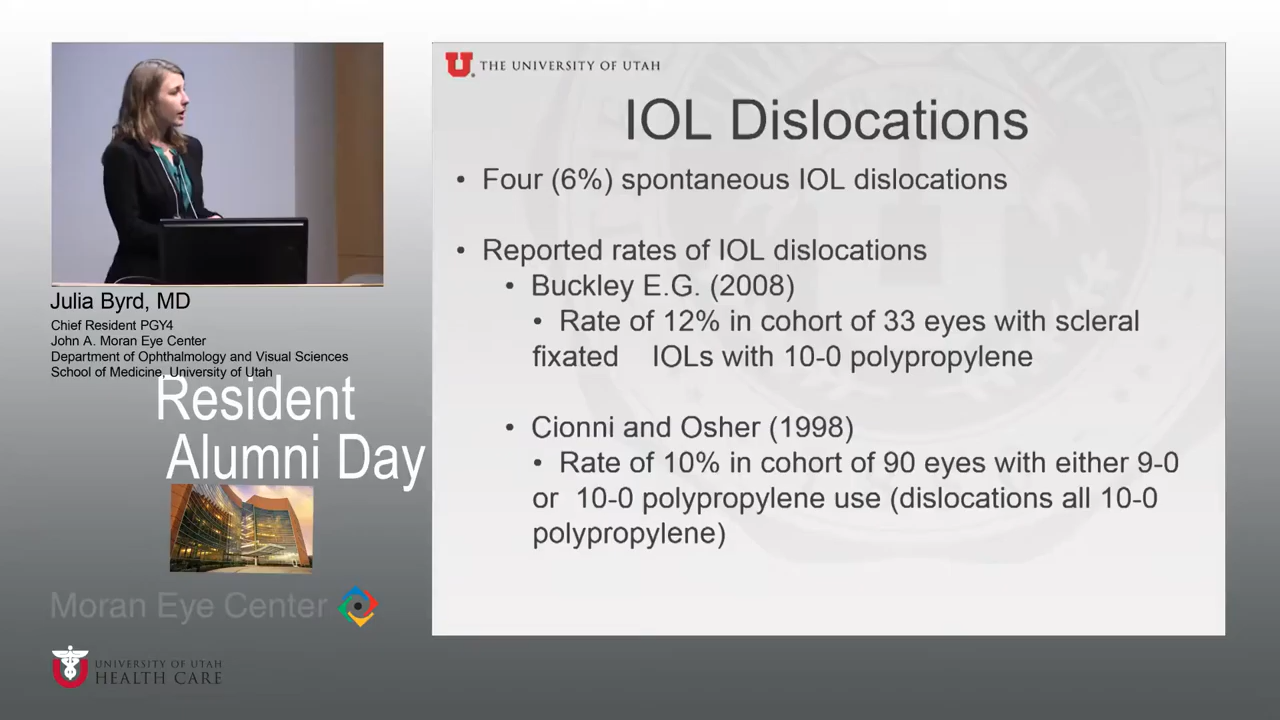 Julia Byrd, MD
Chief Resident PGY4
John A. Moran Eye Center
Department of Ophthalmology and Visual Sciences
School of Medicine, University of Utah
Resident
Alumni Day
Moran Eye Center
UNIVERSITY OF UTAH
HEALTH CARE
U THE UNIVERSITY OF UTAH
IOL Dislocations
• Four (6%) spontaneous IOL dislocations
• Reported rates of IOL dislocations
• Buckley E.G. (2008)
• Rate of 12% in cohort of 33 eyes with scleral
fixated IOLs with 10-0 polypropylene
• Cionni and Osher (1998)
• Rate of 10% in cohort of 90 eyes with either 9-0
or 10-0 polypropylene use (dislocations all 10-0
polypropylene)